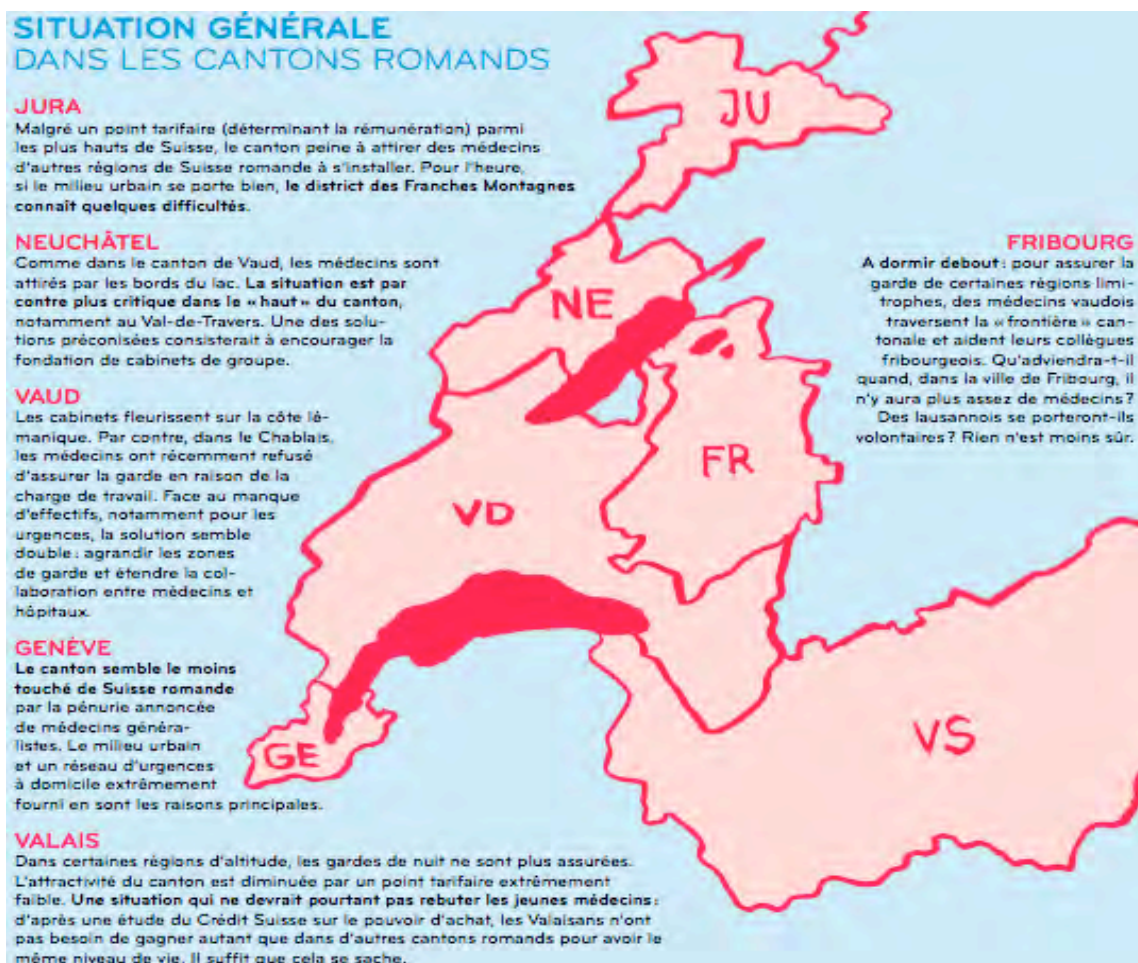 SITUATION GÉNÉRALE
DANS LES CANTONS ROMANDS
JURA
Malgré un point tarifaire (déterminant la rémunération) parmi
les plus hauts de Suisse, le canton peine à attirer des médecins
d'autres régions de Suisse romande à s'installer. Pour l'heure,
si le milieu urbain se porte bien, le district des Franches Montagnes
connaît quelques difficultés.
NEUCHÂTEL
Comme dans le canton de Vaud, les médecins sont
attirés par les bords du lac. La situation est par
contre plus critique dans le « haut » du canton,
notamment au Val-de-Travers. Une des solu-
tions préconisées consisterait à encourager la
fondation de cabinets de groupe.
VAUD
Les cabinets fleurissent sur la côte lé-
manique. Par contre, dans le Chablais,
les médecins ont récemment refusé
d'assurer la garde en raison de la
charge de travail. Face au manque
d'effectifs, notamment pour les
urgences, la solution semble
double : agrandir les zones
de garde et étendre la col-
laboration entre médecins et
hôpitaux.
GENÈVE
Le canton semble le moins
touché de Suisse romande
par la pénurie annoncée
de médecins généra-
listes. Le milieu urbain
et un réseau d'urgences
à domicile extrêmement
fourni en sont les raisons principales.
VALAIS
Dans certaines régions d'altitude, les gardes de nuit ne sont plus assurées.
L'attractivité du canton est diminuée par un point tarifaire extrêmement
faible. Une situation qui ne devrait pourtant pas rebuter les jeunes médecins :
d'après une étude du Crédit Suisse sur le pouvoir d'achat, les Valaisans n'ont
pas besoin de gagner autant que dans d'autres cantons romands pour avoir le
même niveau de vie. Il suffit que cela se sache.
FRIBOURG
A dormir debout : pour assurer la
garde de certaines régions limi-
trophes, des médecins vaudois
traversent la « frontière » can-
tonale et aident leurs collègues
fribourgeois. Qu'adviendra-t-il
quand, dans la ville de Fribourg, il
n'y aura plus assez de médecins ?
Des lausannois se porteront-ils
volontaires ? Rien n'est moins sûr.
JU
NE
FR
VD
GE
VS